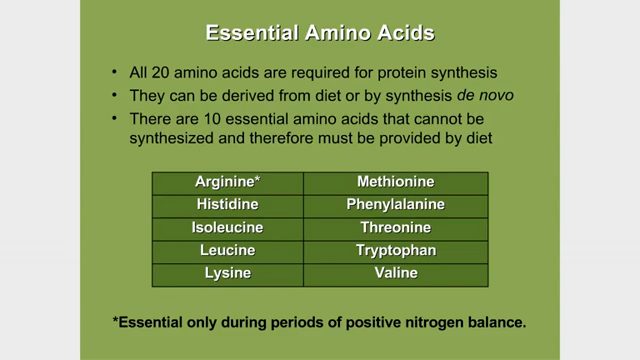 Essential Amino Acids
• All 20 amino acids are required for protein synthesis
• They can be derived from diet or by synthesis de novo
• There are 10 essential amino acids that cannot be
synthesized and therefore must be provided by diet
Arginine* Methionine
Histidine Phenylalanine
Isoleucine Threonine
Leucine Tryptophan
Lysine Valine
*Essential only during periods of positive nitrogen balance.